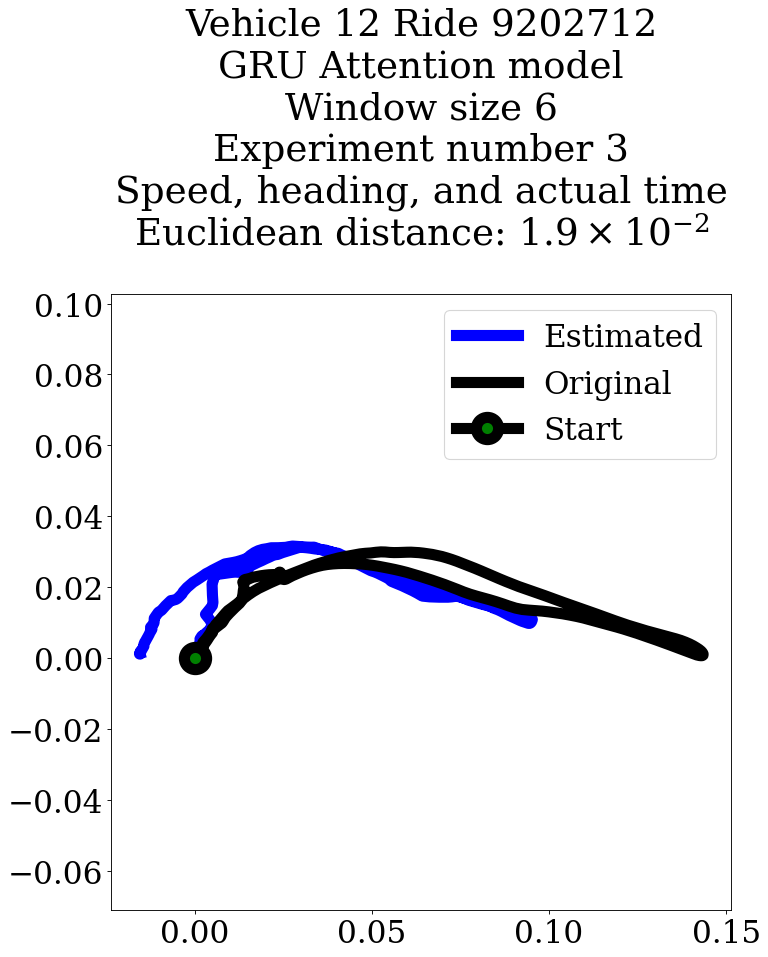 Vehicle 12 Ride 9202712
GRU Attention model
Window size 6
Experiment number 3
Speed, heading, and actual time
Euclidean distance: 1.9 × 10⁻²
0.10
0.08
0.06
0.04
0.02
0.00
−0.02
−0.04
−0.06
Estimated
Original
Start
0.00 0.05 0.10 0.15